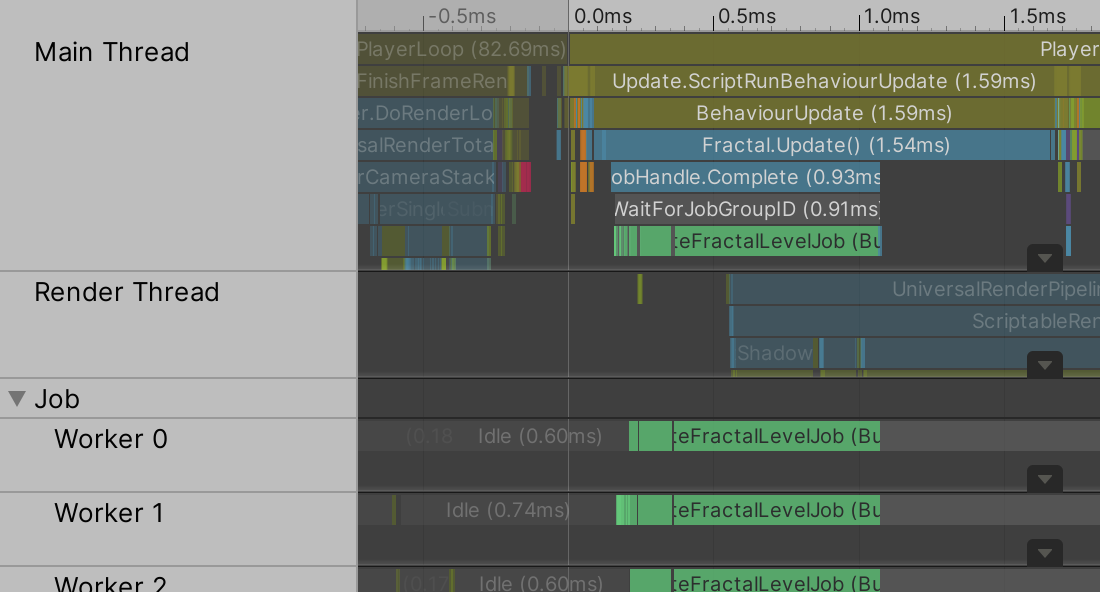 -0.5ms 0.0ms 0.5ms 1.0ms 1.5ms
Main Thread
PlayerLoop (82.69ms) Player
FinishFrameRen Update.ScriptRunBehaviourUpdate (1.59ms)
er.DoRenderLo BehaviourUpdate (1.59ms)
salRenderTota Fractal.Update() (1.54ms)
rCameraStack obHandle.Complete (0.93ms
erSingl Subm WaitForJobGroupID (0.91ms)
teFractalLevelJob (Bu
Render Thread
UniversalRenderPipelin
ScriptableRen
Shadow
Job
Worker 0 (0.18 Idle (0.60ms) teFractalLevelJob (Bu
Worker 1 Idle (0.74ms) teFractalLevelJob (Bu
Worker 2 (0.17 Idle (0.60ms) teFractalLevelJob (Bu